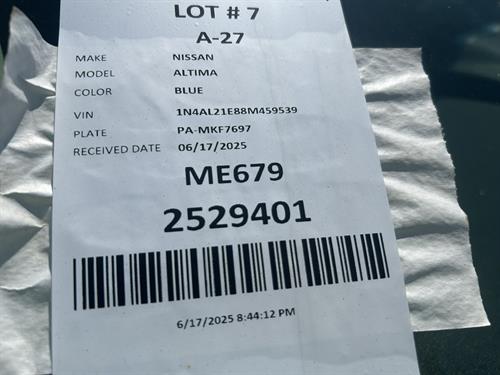 LOT # 7
A-27
MAKE NISSAN
MODEL ALTIMA
COLOR BLUE
VIN 1N4AL21E88M459539
PLATE PA-MKF7697
RECEIVED DATE 06/17/2025
ME679
2529401
6/17/2025 8:44:12 PM